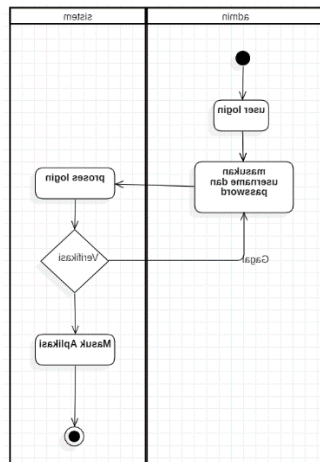 admin
sistem
user login
masukan
username dan
password
proses login
Verifikasi
Gagal
Masuk Aplikasi